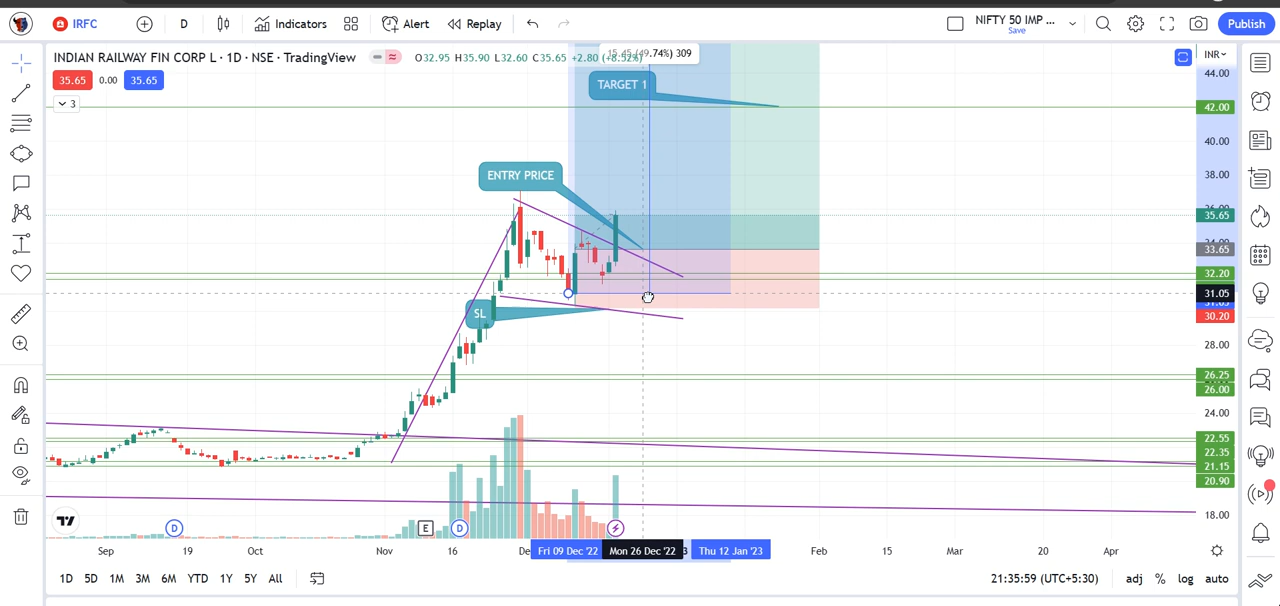 IRFC
D
Indicators
Alert
Replay
NIFTY 50 IMP ...
Save
Publish
INDIAN RAILWAY FIN CORP L · 1D · NSE · TradingView
O32.95 H35.90 L32.60 C35.65 +2.80 (+8.52%)
15.45 (49.74%) 309
INR
35.65
0.00
35.65
3
TARGET 1
ENTRY PRICE
SL
44.00
42.00
40.00
38.00
36.00
35.65
34.00
33.65
32.20
31.05
30.20
28.00
26.25
26.00
24.00
22.55
22.35
21.15
20.90
18.00
D
E
D
Sep
19
Oct
Nov
16
De
Fri 09 Dec '22
Mon 26 Dec '22
3
Thu 12 Jan '23
Feb
15
Mar
20
Apr
1D
5D
1M
3M
6M
YTD
1Y
5Y
All
21:35:59 (UTC+5:30)
adj
%
log
auto